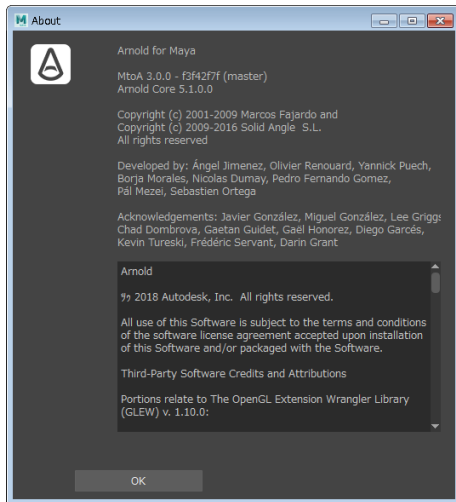 About
Arnold for Maya
MtoA 3.0.0 - f3f42f7f (master)
Arnold Core 5.1.0.0
Copyright (c) 2001-2009 Marcos Fajardo and
Copyright (c) 2009-2016 Solid Angle  S.L.
All rights reserved
Developed by: Ángel Jimenez, Olivier Renouard, Yannick Puech,
Borja Morales, Nicolas Dumay, Pedro Fernando Gomez,
Pál Mezei, Sebastien Ortega
Acknowledgements: Javier González, Miguel González, Lee Griggs
Chad Dombrova, Gaetan Guidet, Gaël Honorez, Diego Garcés,
Kevin Tureski, Frédéric Servant, Darin Grant
Arnold
2018 Autodesk, Inc.  All rights reserved.
All use of this Software is subject to the terms and conditions
of the software license agreement accepted upon installation
of this Software and/or packaged with the Software.
Third-Party Software Credits and Attributions
Portions relate to The OpenGL Extension Wrangler Library
(GLEW) v. 1.10.0:
OK